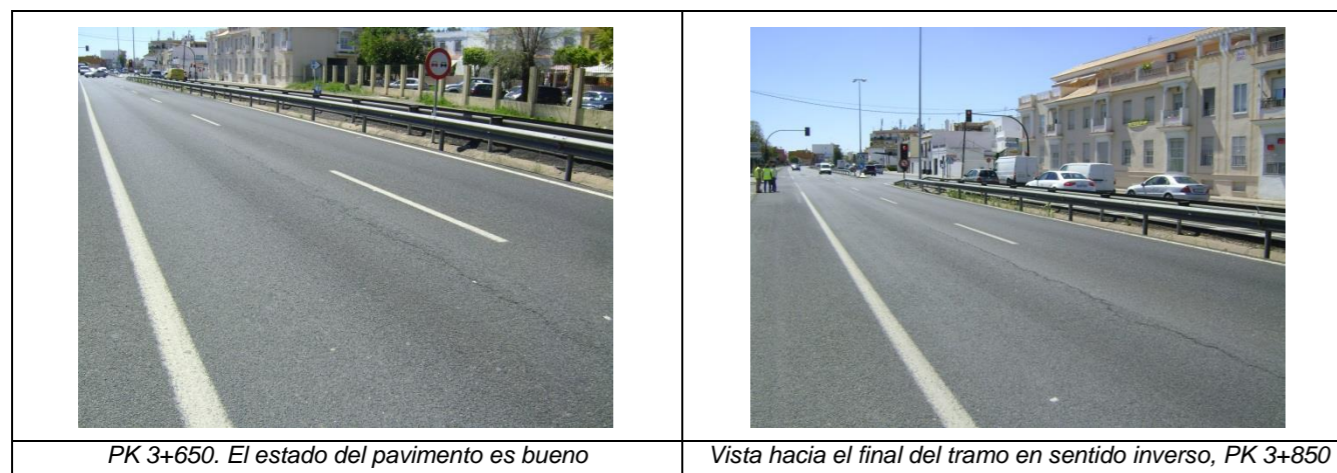 PK 3+650. El estado del pavimento es bueno
Vista hacia el final del tramo en sentido inverso, PK 3+850